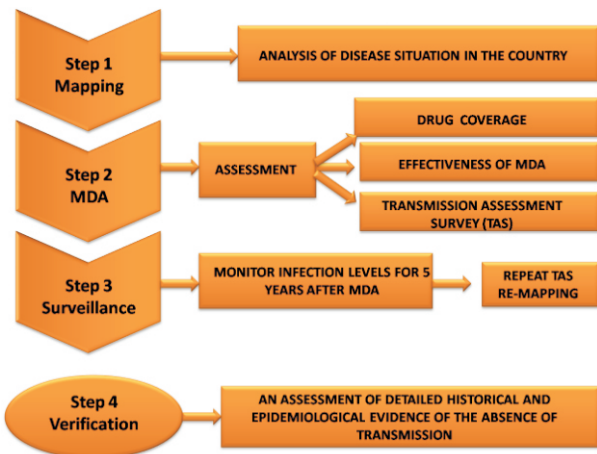 Step 1
Mapping
ANALYSIS OF DISEASE SITUATION IN THE COUNTRY
Step 2
MDA
ASSESSMENT
DRUG COVERAGE
EFFECTIVENESS OF MDA
TRANSMISSION ASSESSMENT
SURVEY (TAS)
Step 3
Surveillance
MONITOR INFECTION LEVELS FOR 5
YEARS AFTER MDA
REPEAT TAS
RE-MAPPING
Step 4
Verification
AN ASSESSMENT OF DETAILED HISTORICAL AND
EPIDEMIOLOGICAL EVIDENCE OF THE ABSENCE OF
TRANSMISSION